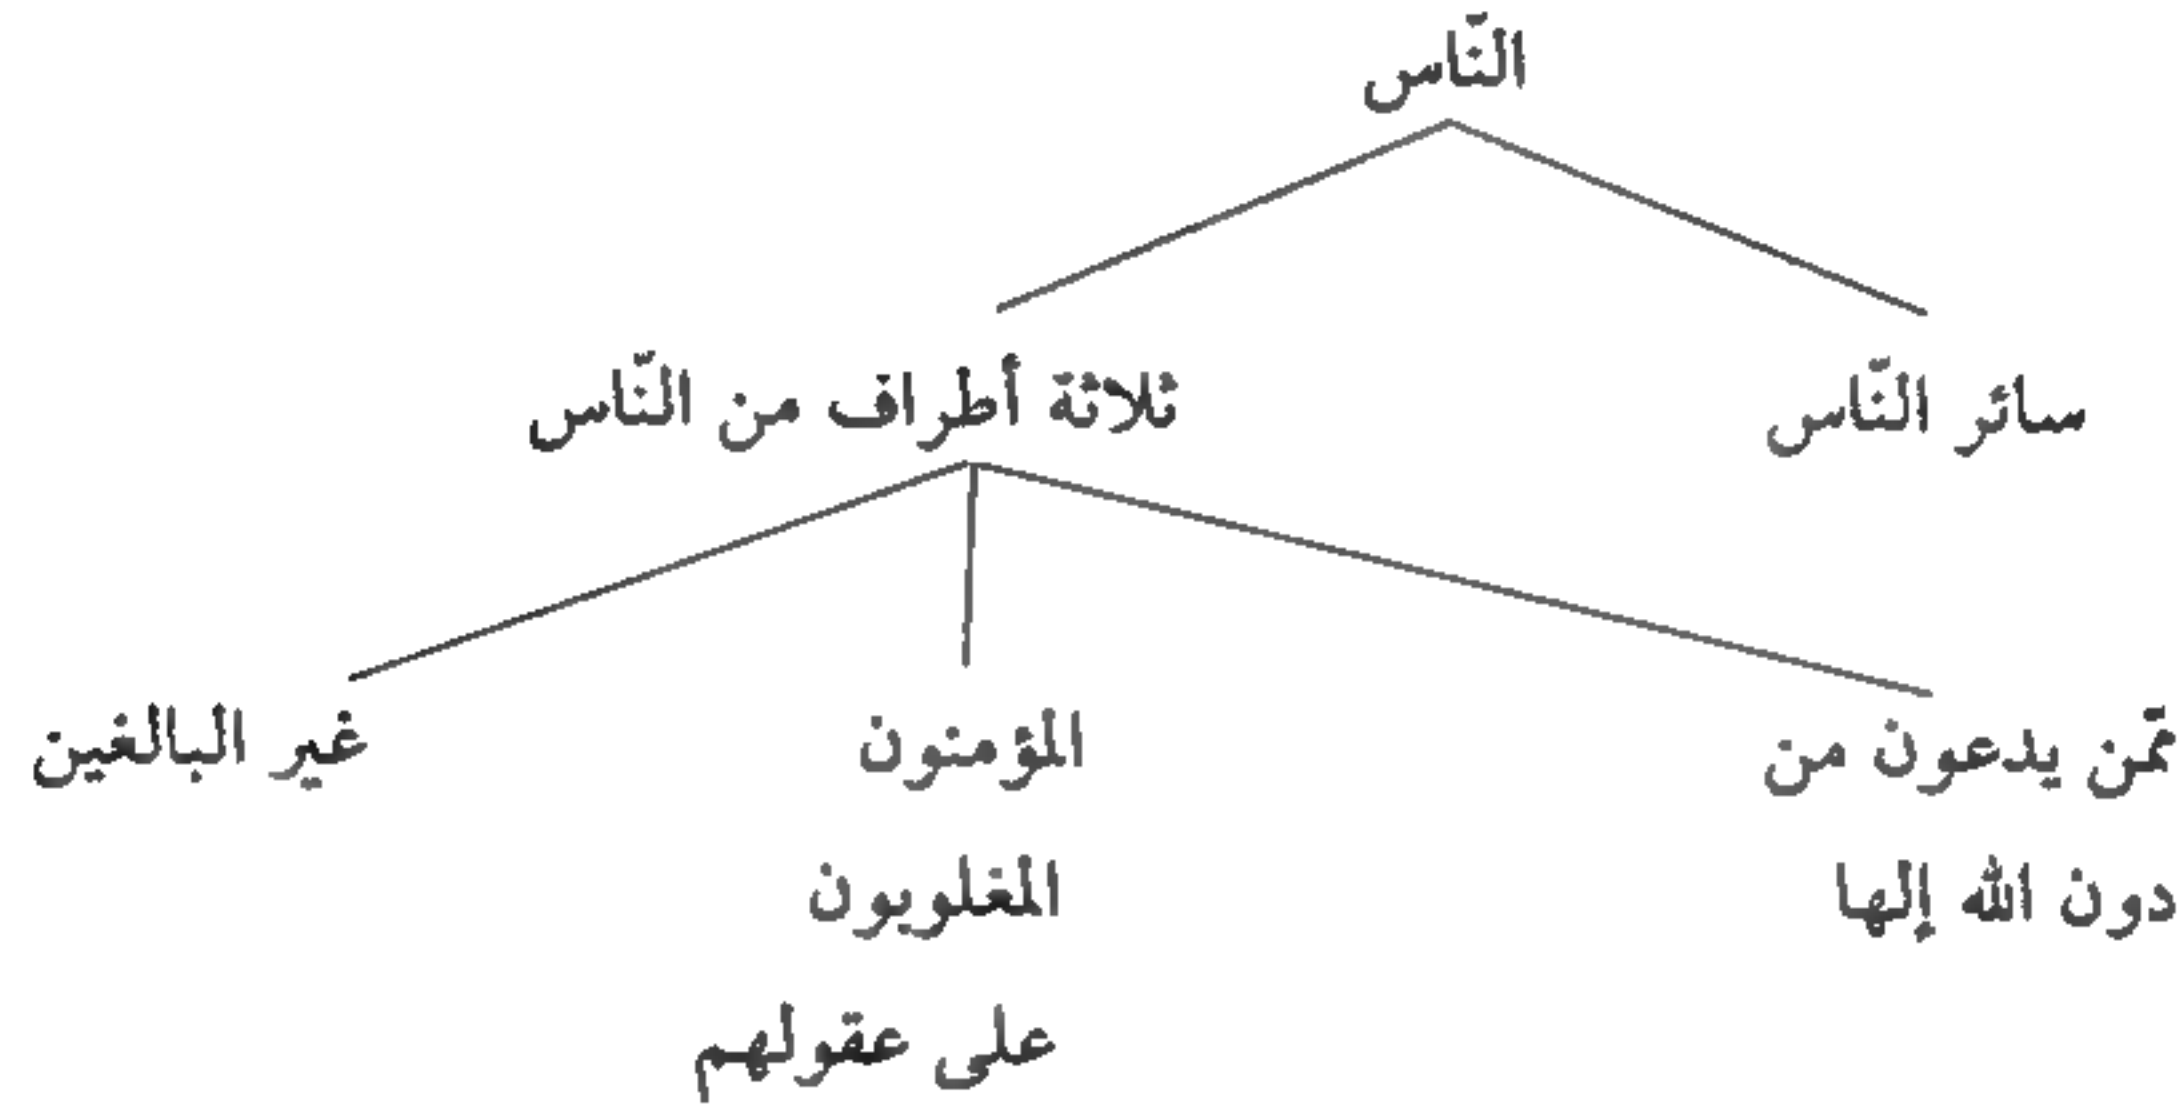 النّاس
سائر النّاس
ثلاثة أطراف من النّاس
ممّن يدعون من
دون الله إلها
المؤمنون
المغلوبون
على عقولهم
غير البالغين